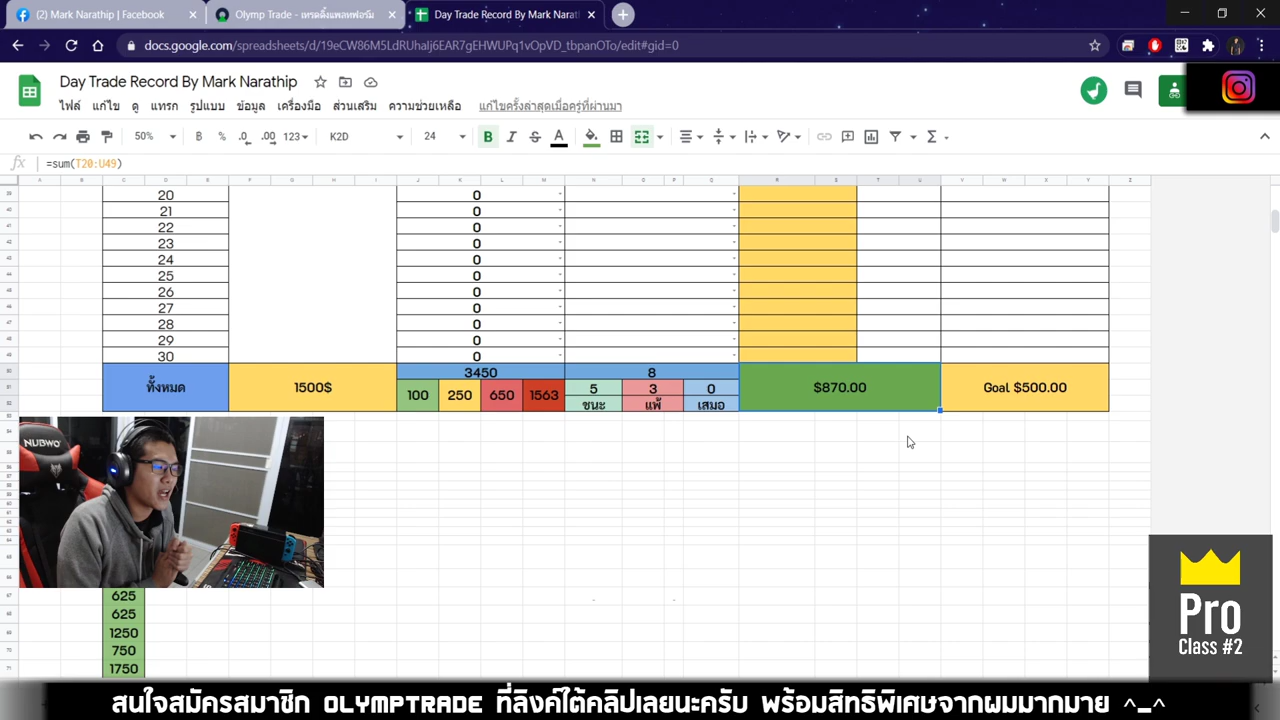 (2) Mark Narathip | Facebook
Olymp Trade - เทรดดิ้งแพลทฟอร์ม
Day Trade Record By Mark Narath
docs.google.com/spreadsheets/d/19eCW86M5LdRUhaIj6EAR7gEHWUPq1vOpVD_tbpanOTo/edit#gid=0
Day Trade Record By Mark Narathip
ไฟล์ แก้ไข ดู แทรก รูปแบบ ข้อมูล เครื่องมือ ส่วนเสริม ความช่วยเหลือ แก้ไขครั้งล่าสุดเมื่อครู่ที่ผ่านมา
50% ฿ % .0 .00 123 K2D 24 B I S A
fx =sum(T20:U49)
A B C D E F G H I J K L M N O P Q R S T U V W X Y Z
20 0
21 0
22 0
23 0
24 0
25 0
26 0
27 0
28 0
29 0
30 0
3450 8
ทั้งหมด 1500$ 100 250 650 1563 5 3 0 $870.00 Goal $500.00
ชนะ แพ้ เสมอ
NUBWO
625
625
1250
750
1750
Pro
Class #2
สนใจสมัครสมาชิก OLYMPTRADE ที่ลิงค์ใต้คลิปเลยนะครับ พร้อมสิทธิพิเศษจากผมมากมาย ^_^